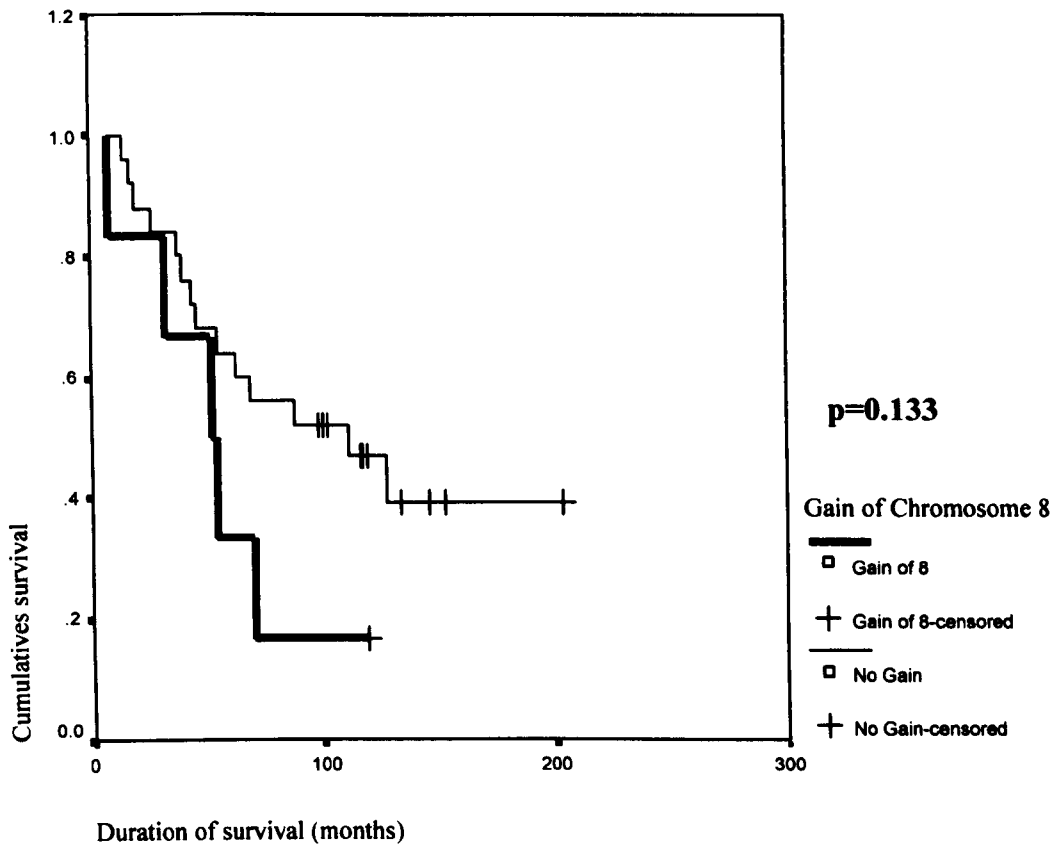 1.2
1.0
.8
.6
.4
.2
0.0
Cumulatives survival
0
100
200
300
Duration of survival (months)
p=0.133
Gain of Chromosome 8
Gain of 8
Gain of 8-censored
No Gain
No Gain-censored